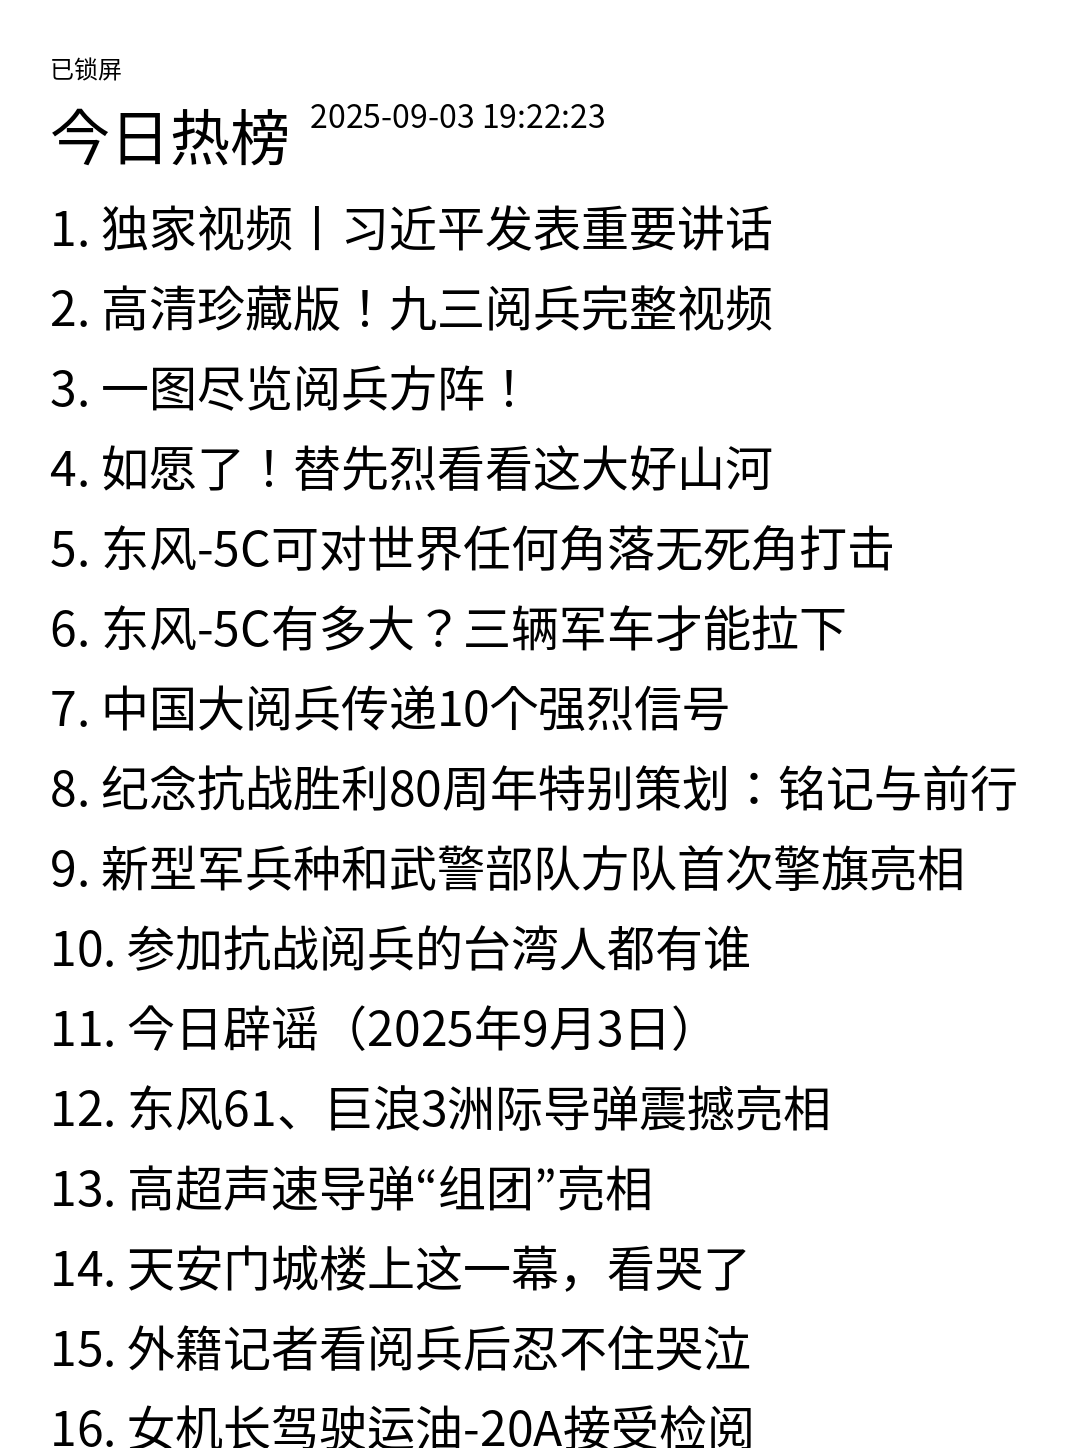 已锁屏
今日热榜 2025-09-03 19:22:23
1. 独家视频丨习近平发表重要讲话
2. 高清珍藏版！九三阅兵完整视频
3. 一图尽览阅兵方阵！
4. 如愿了！替先烈看看这大好山河
5. 东风-5C可对世界任何角落无死角打击
6. 东风-5C有多大？三辆军车才能拉下
7. 中国大阅兵传递10个强烈信号
8. 纪念抗战胜利80周年特别策划：铭记与前行
9. 新型军兵种和武警部队方队首次擎旗亮相
10. 参加抗战阅兵的台湾人都有谁
11. 今日辟谣（2025年9月3日）
12. 东风61、巨浪3洲际导弹震撼亮相
13. 高超声速导弹“组团”亮相
14. 天安门城楼上这一幕，看哭了
15. 外籍记者看阅兵后忍不住哭泣
16. 女机长驾驶运油-20A接受检阅